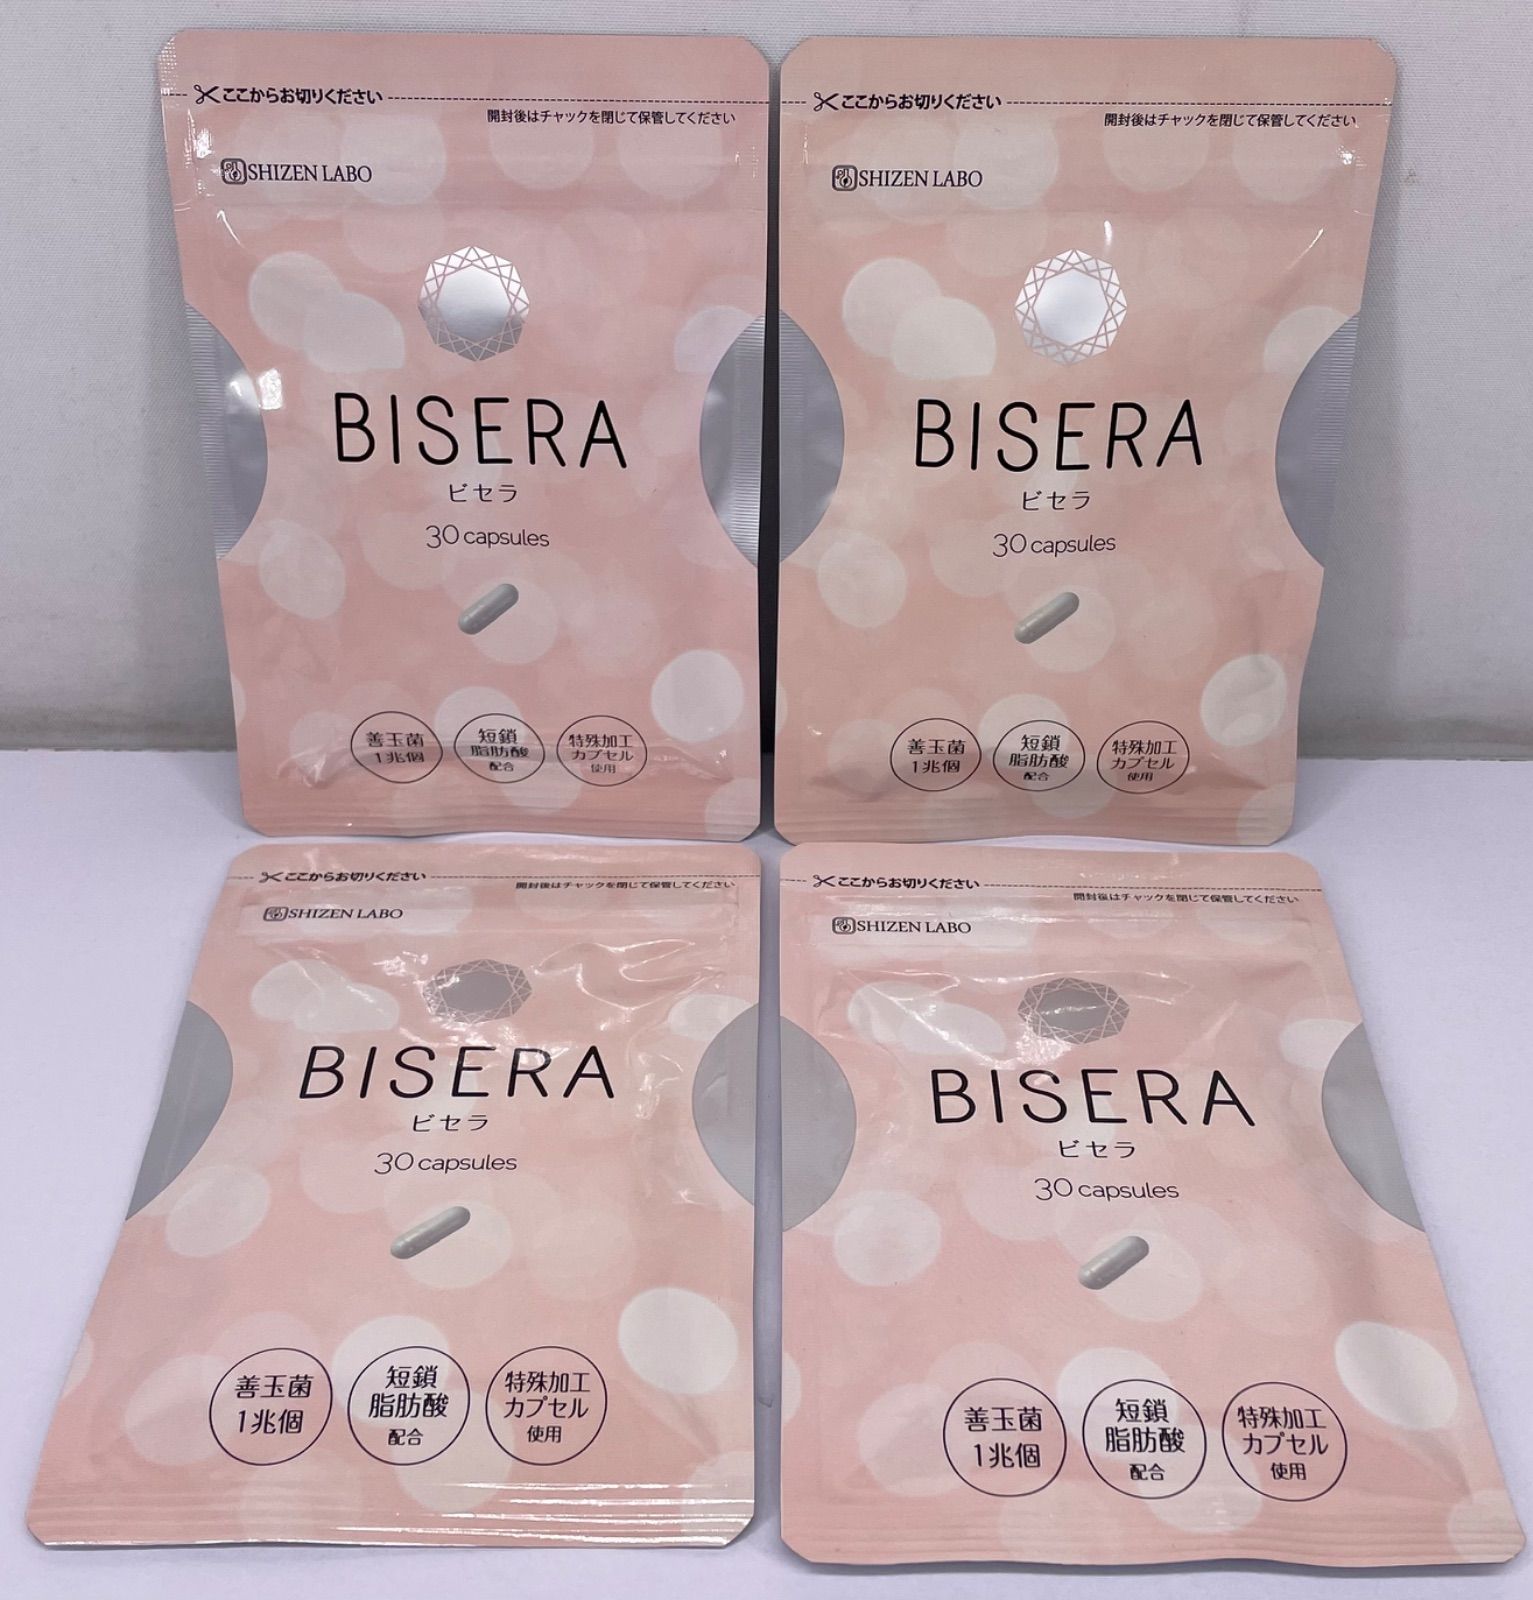 ここからお切りください
開封後はチャックを閉じて保管してください
SHIZEN LABO
BISERA
ビセラ
30 capsules
善玉菌
1兆個
短鎖
脂肪酸
配合
特殊加工
カプセル
使用
ここからお切りください
開封後はチャックを閉じて保管してください
SHIZEN LABO
BISERA
ビセラ
30 capsules
善玉菌
1兆個
短鎖
脂肪酸
配合
特殊加工
カプセル
使用
ここからお切りください
開封後はチャックを閉じて保管してください
SHIZEN LABO
BISERA
ビセラ
30 capsules
善玉菌
1兆個
短鎖
脂肪酸
配合
特殊加工
カプセル
使用
ここからお切りください
開封後はチャックを閉じて保管してください
SHIZEN LABO
BISERA
ビセラ
30 capsules
善玉菌
1兆個
短鎖
脂肪酸
配合
特殊加工
カプセル
使用